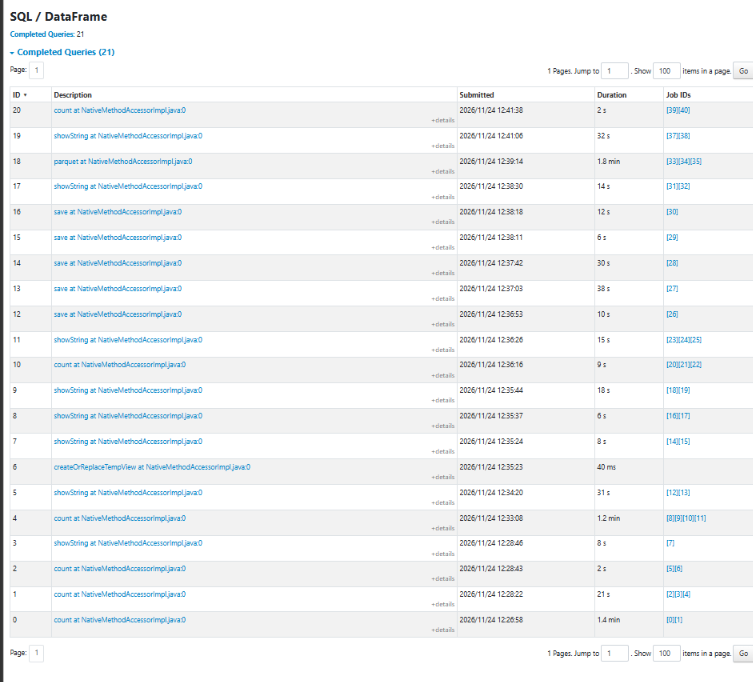 SQL / DataFrame
Completed Queries: 21
Completed Queries (21)
Page: 1
1 Pages. Jump to 1 . Show 100 items in a page. Go
ID Description Submitted Duration Job IDs
20 count at NativeMethodAccessorImpl.java:0 2026/11/24 12:41:38 2 s [39][40]
+details
19 showString at NativeMethodAccessorImpl.java:0 2026/11/24 12:41:06 32 s [37][38]
+details
18 parquet at NativeMethodAccessorImpl.java:0 2026/11/24 12:39:14 1.8 min [33][34][35]
+details
17 showString at NativeMethodAccessorImpl.java:0 2026/11/24 12:38:30 14 s [31][32]
+details
16 save at NativeMethodAccessorImpl.java:0 2026/11/24 12:38:18 12 s [30]
+details
15 save at NativeMethodAccessorImpl.java:0 2026/11/24 12:38:11 6 s [29]
+details
14 save at NativeMethodAccessorImpl.java:0 2026/11/24 12:37:42 30 s [28]
+details
13 save at NativeMethodAccessorImpl.java:0 2026/11/24 12:37:03 38 s [27]
+details
12 save at NativeMethodAccessorImpl.java:0 2026/11/24 12:36:53 10 s [26]
+details
11 showString at NativeMethodAccessorImpl.java:0 2026/11/24 12:36:26 15 s [23][24][25]
+details
10 count at NativeMethodAccessorImpl.java:0 2026/11/24 12:36:16 9 s [20][21][22]
+details
9 showString at NativeMethodAccessorImpl.java:0 2026/11/24 12:35:44 18 s [18][19]
+details
8 showString at NativeMethodAccessorImpl.java:0 2026/11/24 12:35:37 6 s [16][17]
+details
7 showString at NativeMethodAccessorImpl.java:0 2026/11/24 12:35:24 8 s [14][15]
+details
6 createOrReplaceTempView at NativeMethodAccessorImpl.java:0 2026/11/24 12:35:23 40 ms
+details
5 showString at NativeMethodAccessorImpl.java:0 2026/11/24 12:34:20 31 s [12][13]
+details
4 count at NativeMethodAccessorImpl.java:0 2026/11/24 12:33:08 1.2 min [8][9][10][11]
+details
3 showString at NativeMethodAccessorImpl.java:0 2026/11/24 12:28:46 8 s [7]
+details
2 count at NativeMethodAccessorImpl.java:0 2026/11/24 12:28:43 2 s [5][6]
+details
1 count at NativeMethodAccessorImpl.java:0 2026/11/24 12:28:22 21 s [2][3][4]
+details
0 count at NativeMethodAccessorImpl.java:0 2026/11/24 12:26:58 1.4 min [0][1]
+details
Page: 1
1 Pages. Jump to 1 . Show 100 items in a page. Go